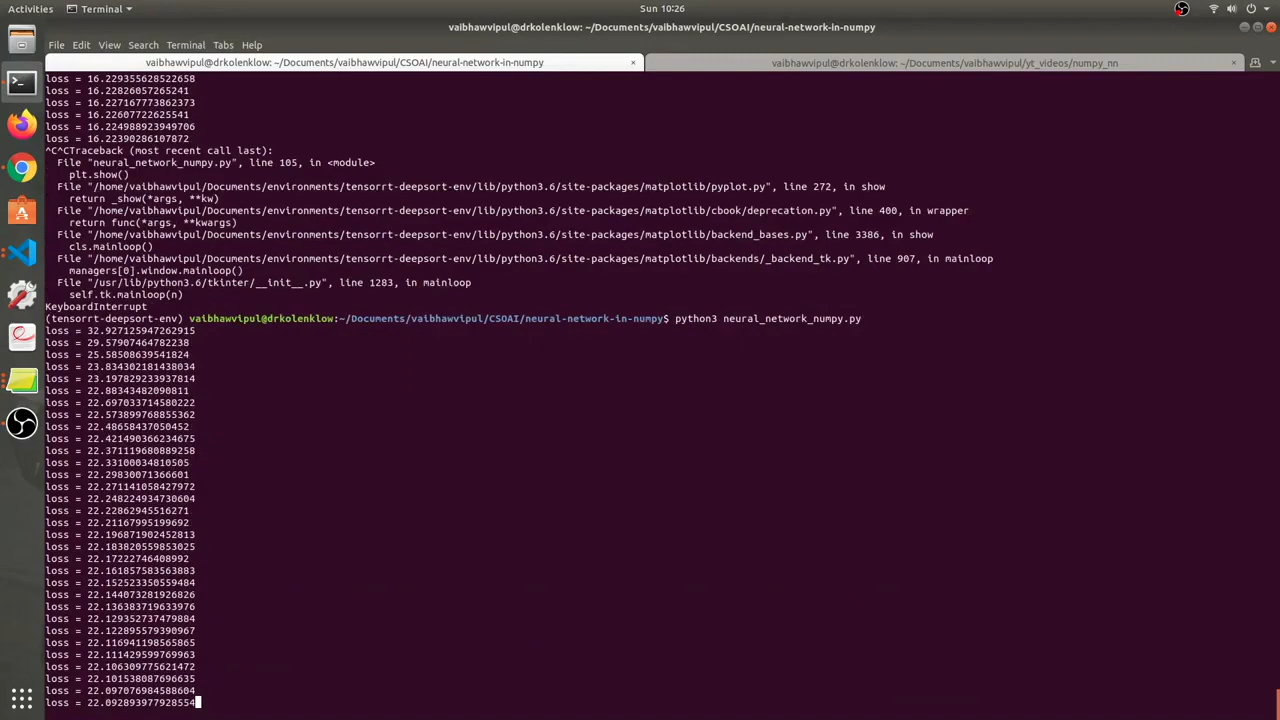 Activities
Terminal
Sun 10:26
vaibhawvipul@drkolenklow: ~/Documents/vaibhawvipul/CSOAI/neural-network-in-numpy
File Edit View Search Terminal Tabs Help
vaibhawvipul@drkolenklow: ~/Documents/vaibhawvipul/CSOAI/neural-network-in-numpy
vaibhawvipul@drkolenklow: ~/Documents/vaibhawvipul/yt_videos/numpy_nn
loss = 16.229355628522658
loss = 16.22826057265241
loss = 16.227167773862373
loss = 16.22607722625541
loss = 16.224988923949706
loss = 16.22390286107872
^C^CTraceback (most recent call last):
File "neural_network_numpy.py", line 105, in <module>
plt.show()
File "/home/vaibhawvipul/Documents/environments/tensorrt-deepsort-env/lib/python3.6/site-packages/matplotlib/pyplot.py", line 272, in show
return _show(*args, **kw)
File "/home/vaibhawvipul/Documents/environments/tensorrt-deepsort-env/lib/python3.6/site-packages/matplotlib/cbook/deprecation.py", line 400, in wrapper
return func(*args, **kwargs)
File "/home/vaibhawvipul/Documents/environments/tensorrt-deepsort-env/lib/python3.6/site-packages/matplotlib/backend_bases.py", line 3386, in show
cls.mainloop()
File "/home/vaibhawvipul/Documents/environments/tensorrt-deepsort-env/lib/python3.6/site-packages/matplotlib/backends/_backend_tk.py", line 907, in mainloop
managers[0].window.mainloop()
File "/usr/lib/python3.6/tkinter/__init__.py", line 1283, in mainloop
self.tk.mainloop(n)
KeyboardInterrupt
(tensorrt-deepsort-env) vaibhawvipul@drkolenklow:~/Documents/vaibhawvipul/CSOAI/neural-network-in-numpy$ python3 neural_network_numpy.py
loss = 32.927125947262915
loss = 29.57907464782238
loss = 25.58508639541824
loss = 23.834302181438034
loss = 23.197829233937814
loss = 22.88343482090811
loss = 22.697033714580222
loss = 22.573899768855362
loss = 22.48658437050452
loss = 22.421490366234675
loss = 22.371119680889258
loss = 22.33100034810505
loss = 22.29830071366601
loss = 22.271141058427972
loss = 22.248224934730604
loss = 22.22862945516271
loss = 22.21167995199692
loss = 22.196871902452813
loss = 22.183820559853025
loss = 22.17222746408992
loss = 22.161857583563883
loss = 22.152523350559484
loss = 22.144073281926826
loss = 22.136383719633976
loss = 22.129352737479884
loss = 22.122895579390967
loss = 22.116941198565865
loss = 22.111429599769963
loss = 22.106309775621472
loss = 22.101538087696635
loss = 22.097076984588604
loss = 22.092893977928554